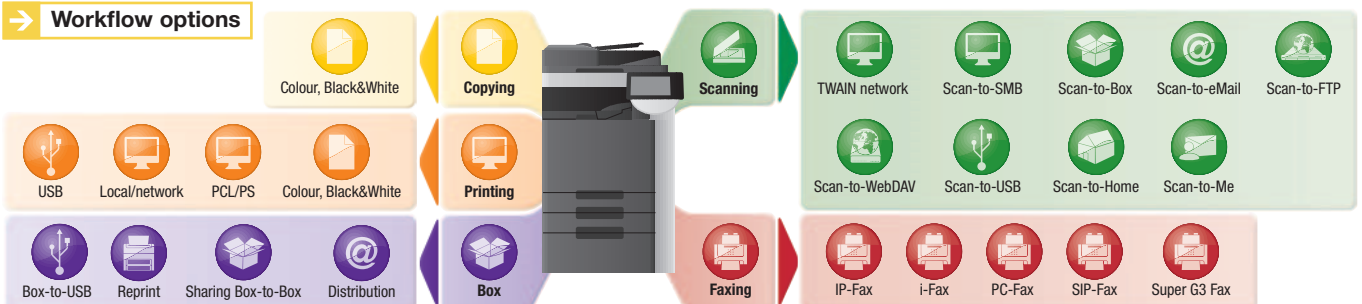 Workflow options
Colour, Black&White
Copying
Scanning
TWAIN network
Scan-to-SMB
Scan-to-Box
Scan-to-eMail
Scan-to-FTP
USB
Local/network
PCL/PS
Colour, Black&White
Printing
Scan-to-WebDAV
Scan-to-USB
Scan-to-Home
Scan-to-Me
Box-to-USB
Reprint
Sharing Box-to-Box
Distribution
Box
Faxing
IP-Fax
i-Fax
PC-Fax
SIP-Fax
Super G3 Fax